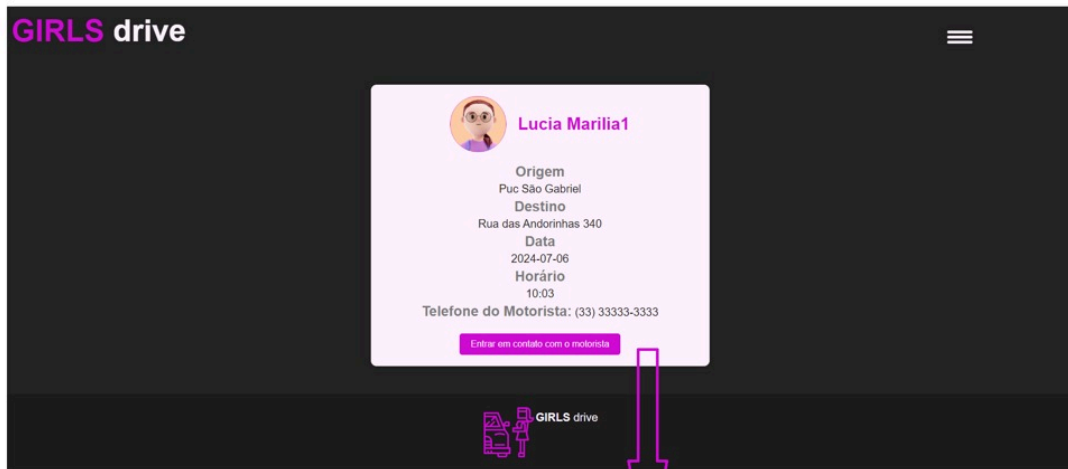 GIRLS drive
Lucia Marilia1
Origem
Puc São Gabriel
Destino
Rua das Andorinhas 340
Data
2024-07-06
Horário
10:03
Telefone do Motorista: (33) 33333-3333
Entrar em contato com o motorista
GIRLS drive